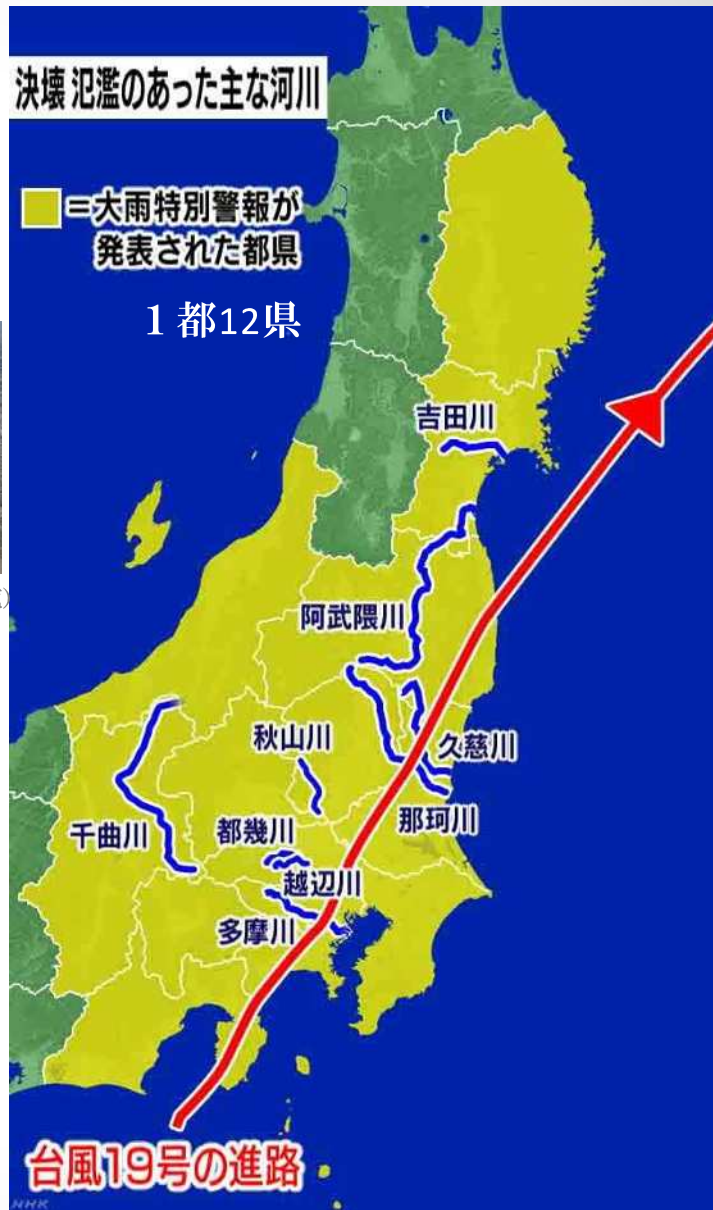 決壊 氾濫のあった主な河川
=大雨特別警報が
発表された都県
１都12県
吉田川
阿武隈川
秋山川
久慈川
千曲川
都幾川
那珂川
越辺川
多摩川
台風19号の進路
NHK